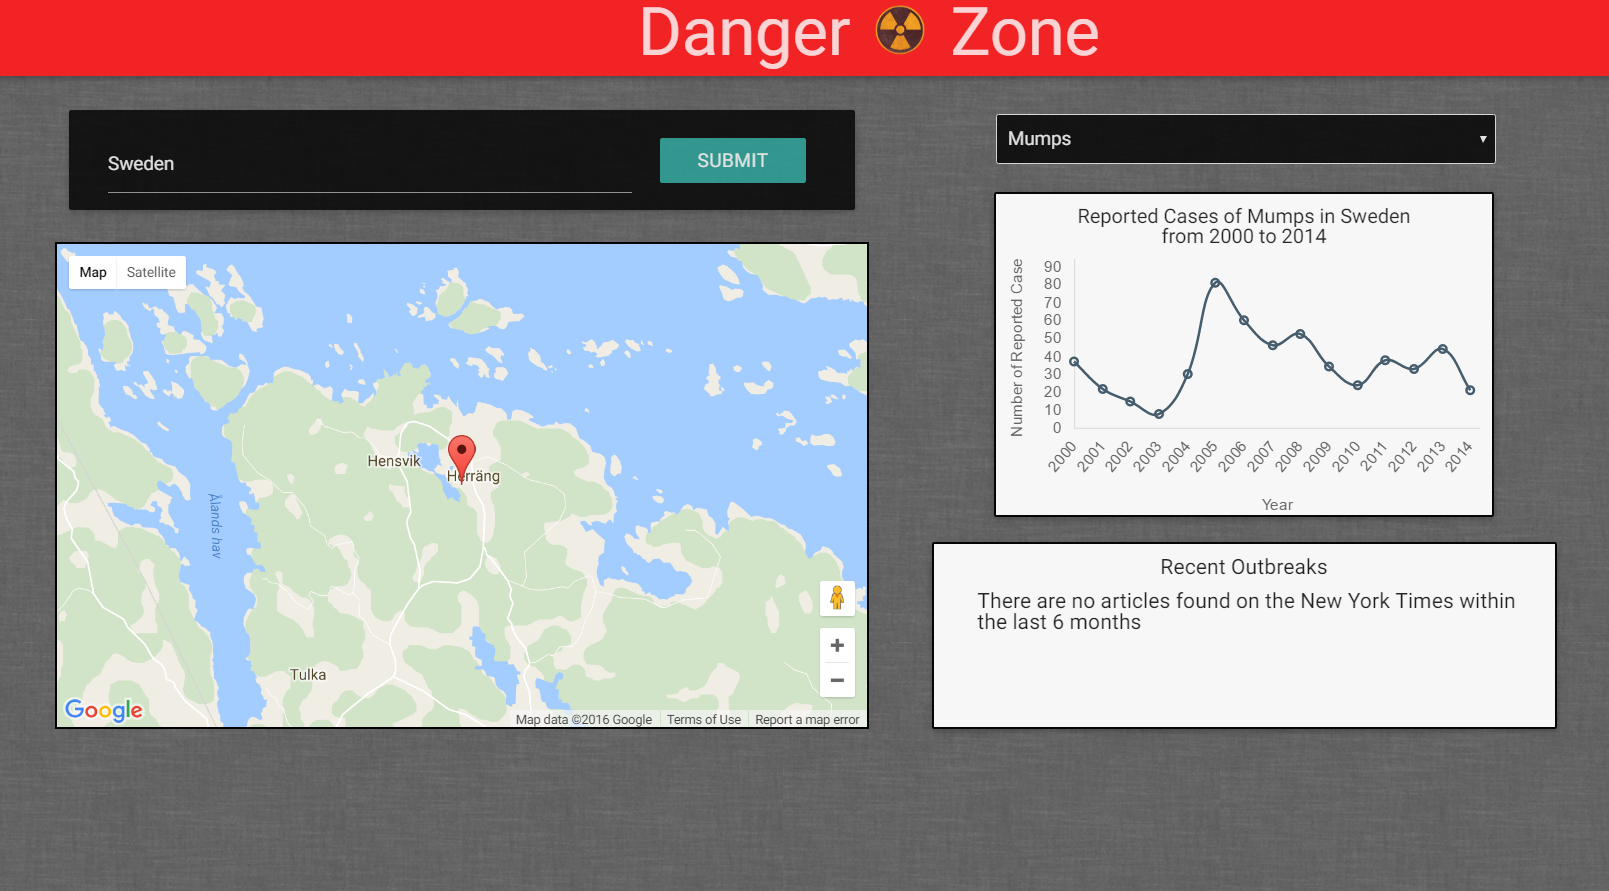 Danger Zone
Sweden
SUBMIT
Mumps
Map Satellite
Hensvik
Herräng
Ålands hav
Tulka
Google
Map data ©2016 Google Terms of Use Report a map error
Reported Cases of Mumps in Sweden
from 2000 to 2014
Number of Reported Case
90
80
70
60
50
40
30
20
10
0
2000 2001 2002 2003 2004 2005 2006 2007 2008 2009 2010 2011 2012 2013 2014
Year
Recent Outbreaks
There are no articles found on the New York Times within
the last 6 months